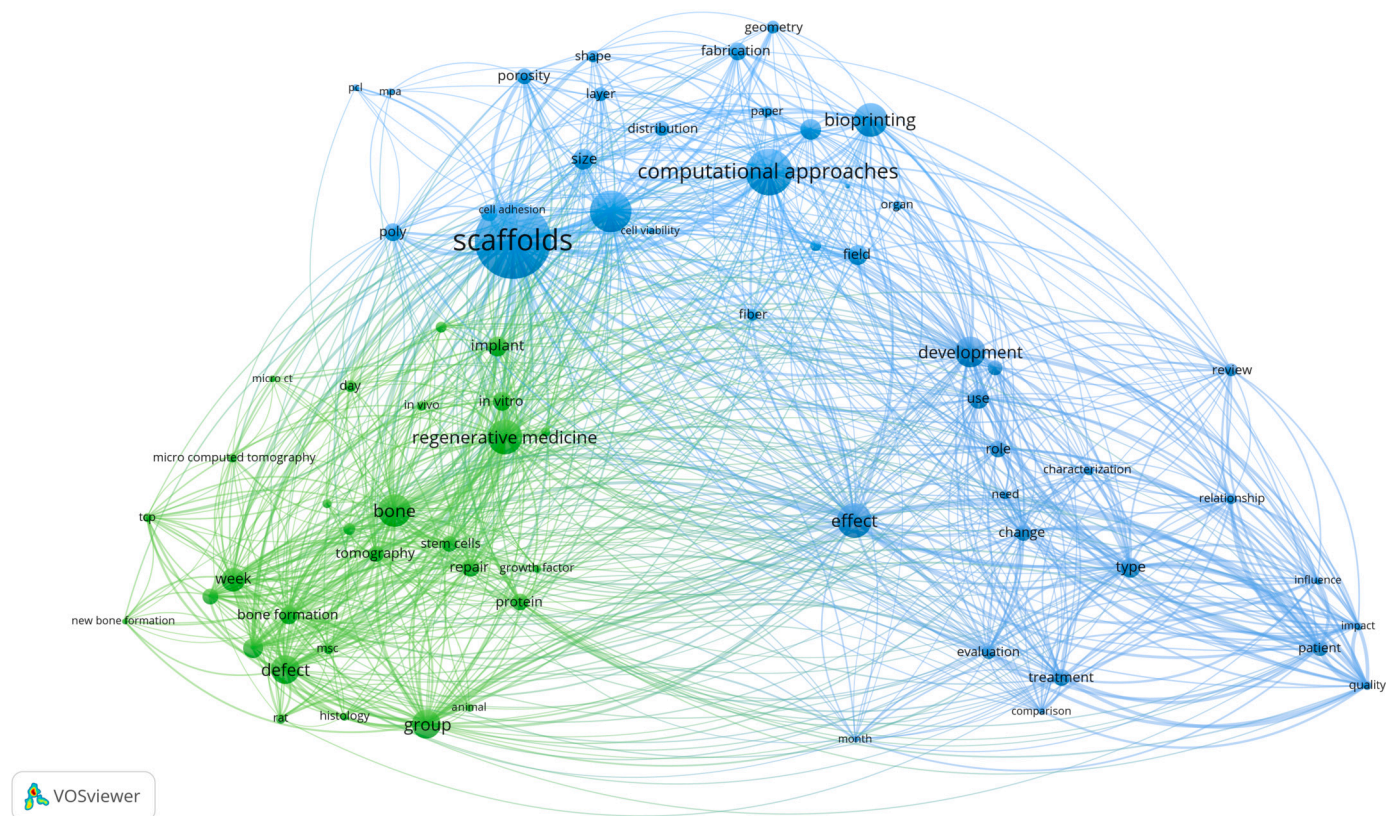 geometry
fabrication
shape
porosity
pcl
mpa
layer
paper
bioprinting
distribution
size
computational approaches
cell adhesion
organ
poly
scaffolds
cell viability
field
fiber
implant
development
micro ct
day
review
in vivo
in vitro
use
regenerative medicine
role
micro computed tomography
characterization
need
relationship
tcp
bone
effect
change
stem cells
tomography
repair
growth factor
type
week
influence
protein
bone formation
new bone formation
impact
msc
evaluation
patient
defect
treatment
quality
animal
comparison
rat
histology
group
month
VOSviewer